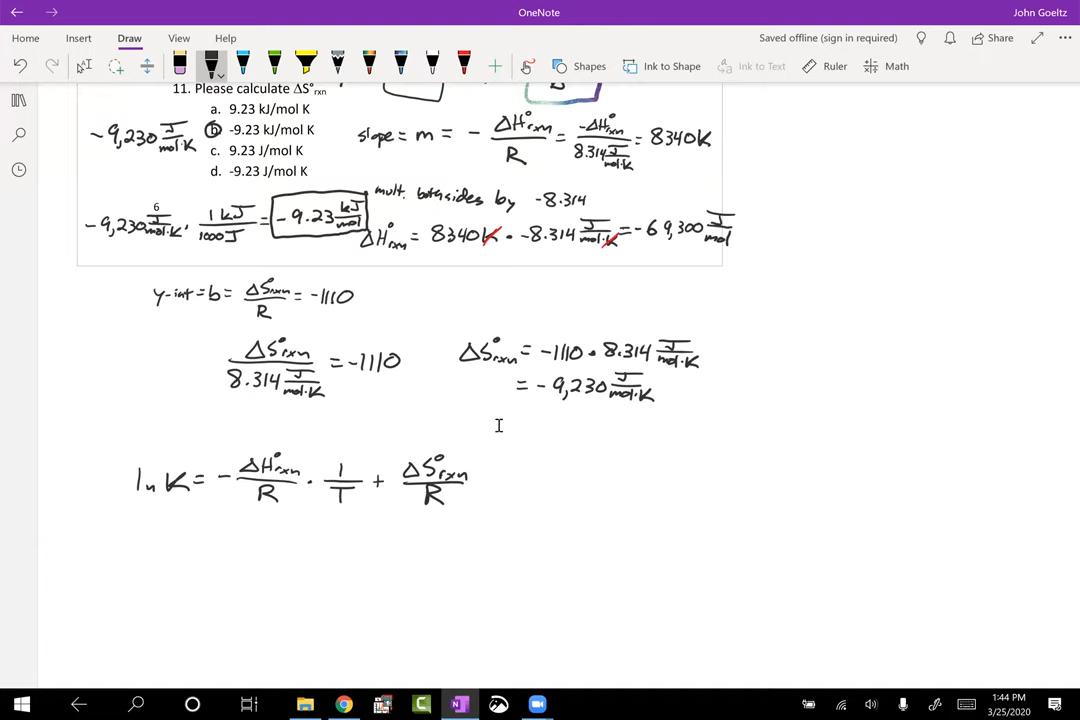 OneNote
John Goeltz
Home Insert Draw View Help
Saved offline (sign in required)
Share
Shapes Ink to Shape Ink to Text Ruler Math
11. Please calculate ΔS°rxn
a. 9.23 kJ/mol K
b. -9.23 kJ/mol K
c. 9.23 J/mol K
d. -9.23 J/mol K
-9,230 J/mol·K
slope = m = - ΔH°rxn/R = -ΔH°rxn/8.314 J/mol·K = 8340K
mult. both sides by -8.314
-9,230 J/mol·K · 1 kJ/1000 J = -9.23 kJ/mol
6
ΔH°rxn = 8340K · -8.314 J/mol·K = -69,300 J/mol
y-int = b = ΔS°rxn/R = -1110
ΔS°rxn/8.314 J/mol·K = -1110
ΔS°rxn = -1110 · 8.314 J/mol·K
= -9,230 J/mol·K
ln K = - ΔH°rxn/R · 1/T + ΔS°rxn/R
1:44 PM
3/25/2020